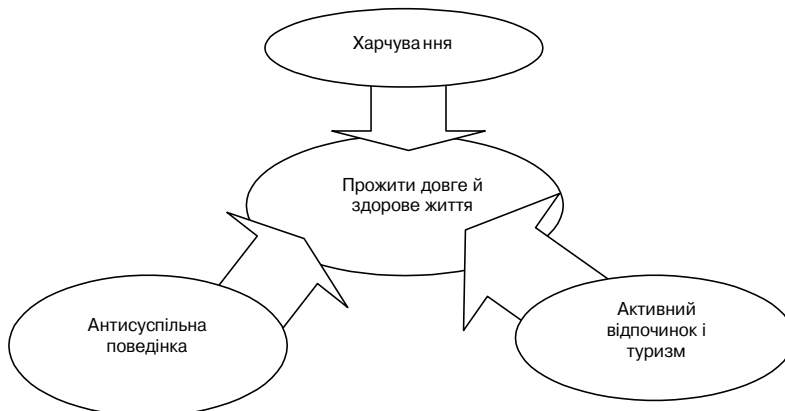 Харчування
Прожити довге й
здорове життя
Антисуспільна
поведінка
Активний
відпочинок і
туризм